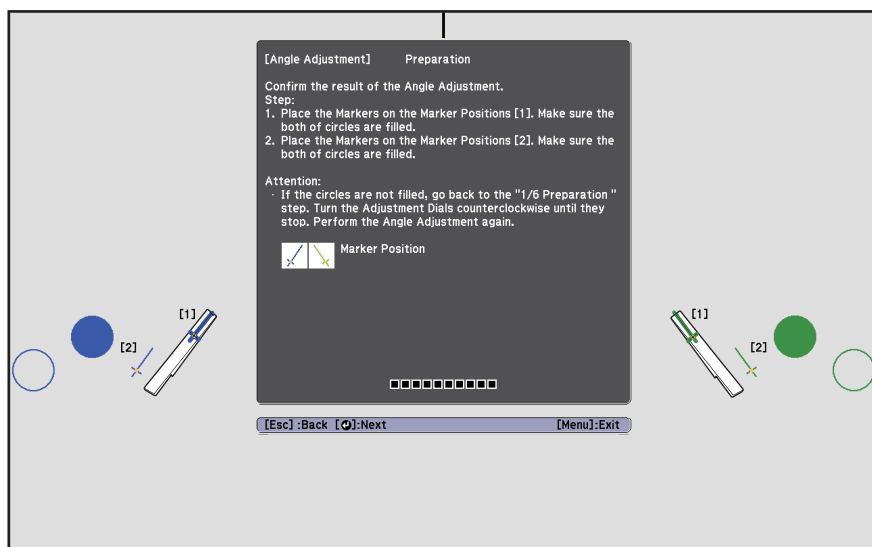 [Angle Adjustment] Preparation
Confirm the result of the Angle Adjustment.
Step:
1. Place the Markers on the Marker Positions [1]. Make sure the
both of circles are filled.
2. Place the Markers on the Marker Positions [2]. Make sure the
both of circles are filled.
Attention:
· If the circles are not filled, go back to the "1/6 Preparation "
step. Turn the Adjustment Dials counterclockwise until they
stop. Perform the Angle Adjustment again.
Marker Position
[1]
[2]
[1]
[2]
[Esc] :Back [⏎]:Next [Menu]:Exit